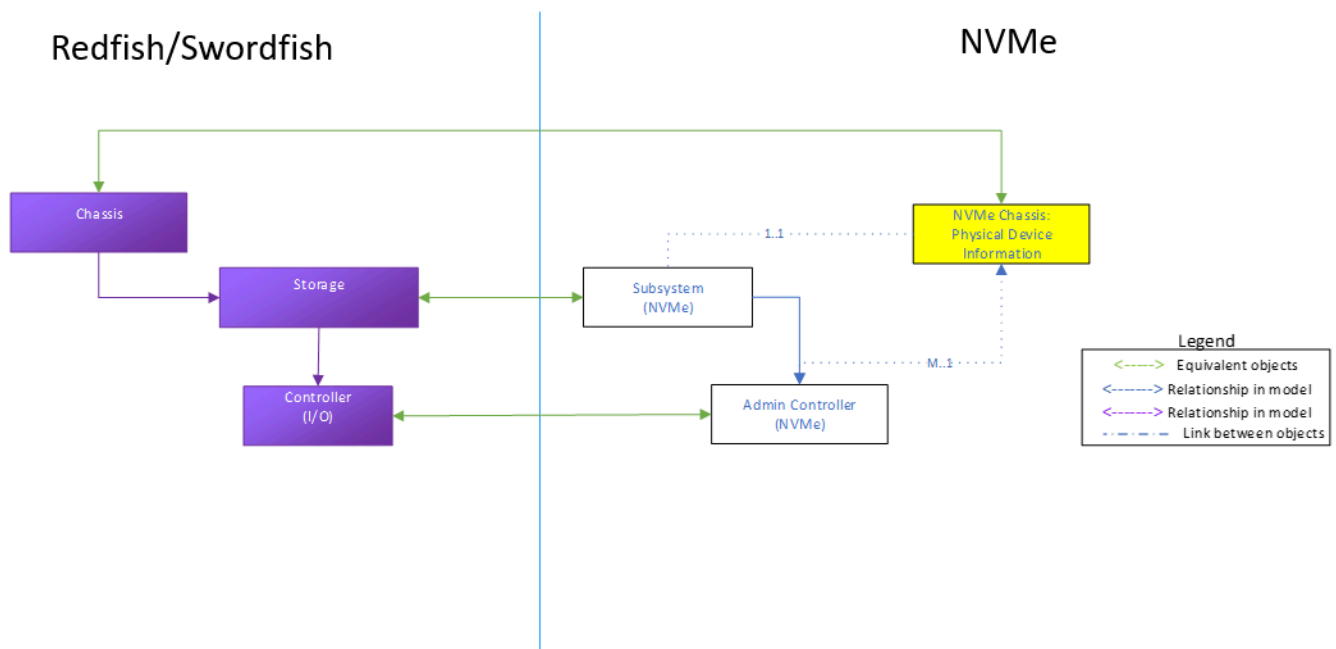 Redfish/Swordfish
NVMe
Chassis
NVMe Chassis:
Physical Device
Information
1..1
Storage
Subsystem
(NVMe)
M..1
Controller
(I/O)
Admin Controller
(NVMe)
Legend
Equivalent objects
Relationship in model
Relationship in model
Link between objects